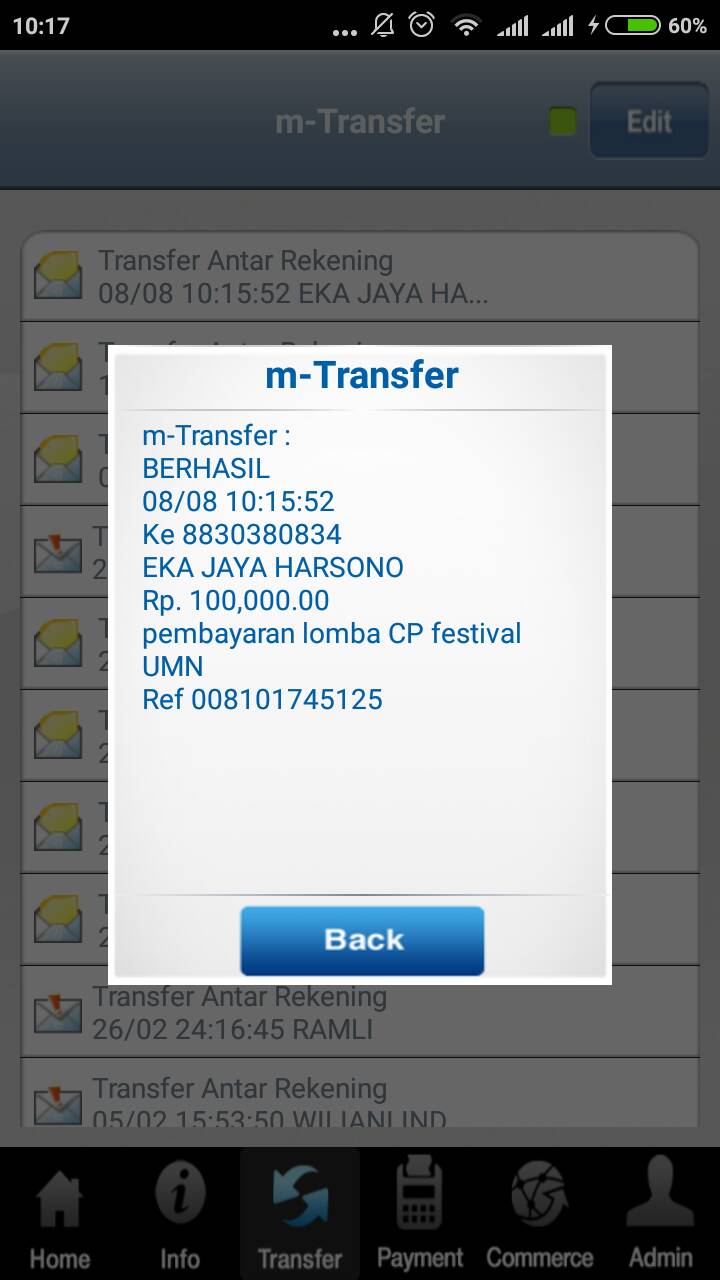 10:17
60%
m-Transfer
Edit
Transfer Antar Rekening
08/08 10:15:52 EKA JAYA HA...
m-Transfer
m-Transfer :
BERHASIL
08/08 10:15:52
Ke 8830380834
EKA JAYA HARSONO
Rp. 100,000.00
pembayaran lomba CP festival
UMN
Ref 008101745125
Back
Transfer Antar Rekening
26/02 24:16:45 RAMLI
Transfer Antar Rekening
05/02 15:53:50
Home
Info
Transfer
Payment
Commerce
Admin